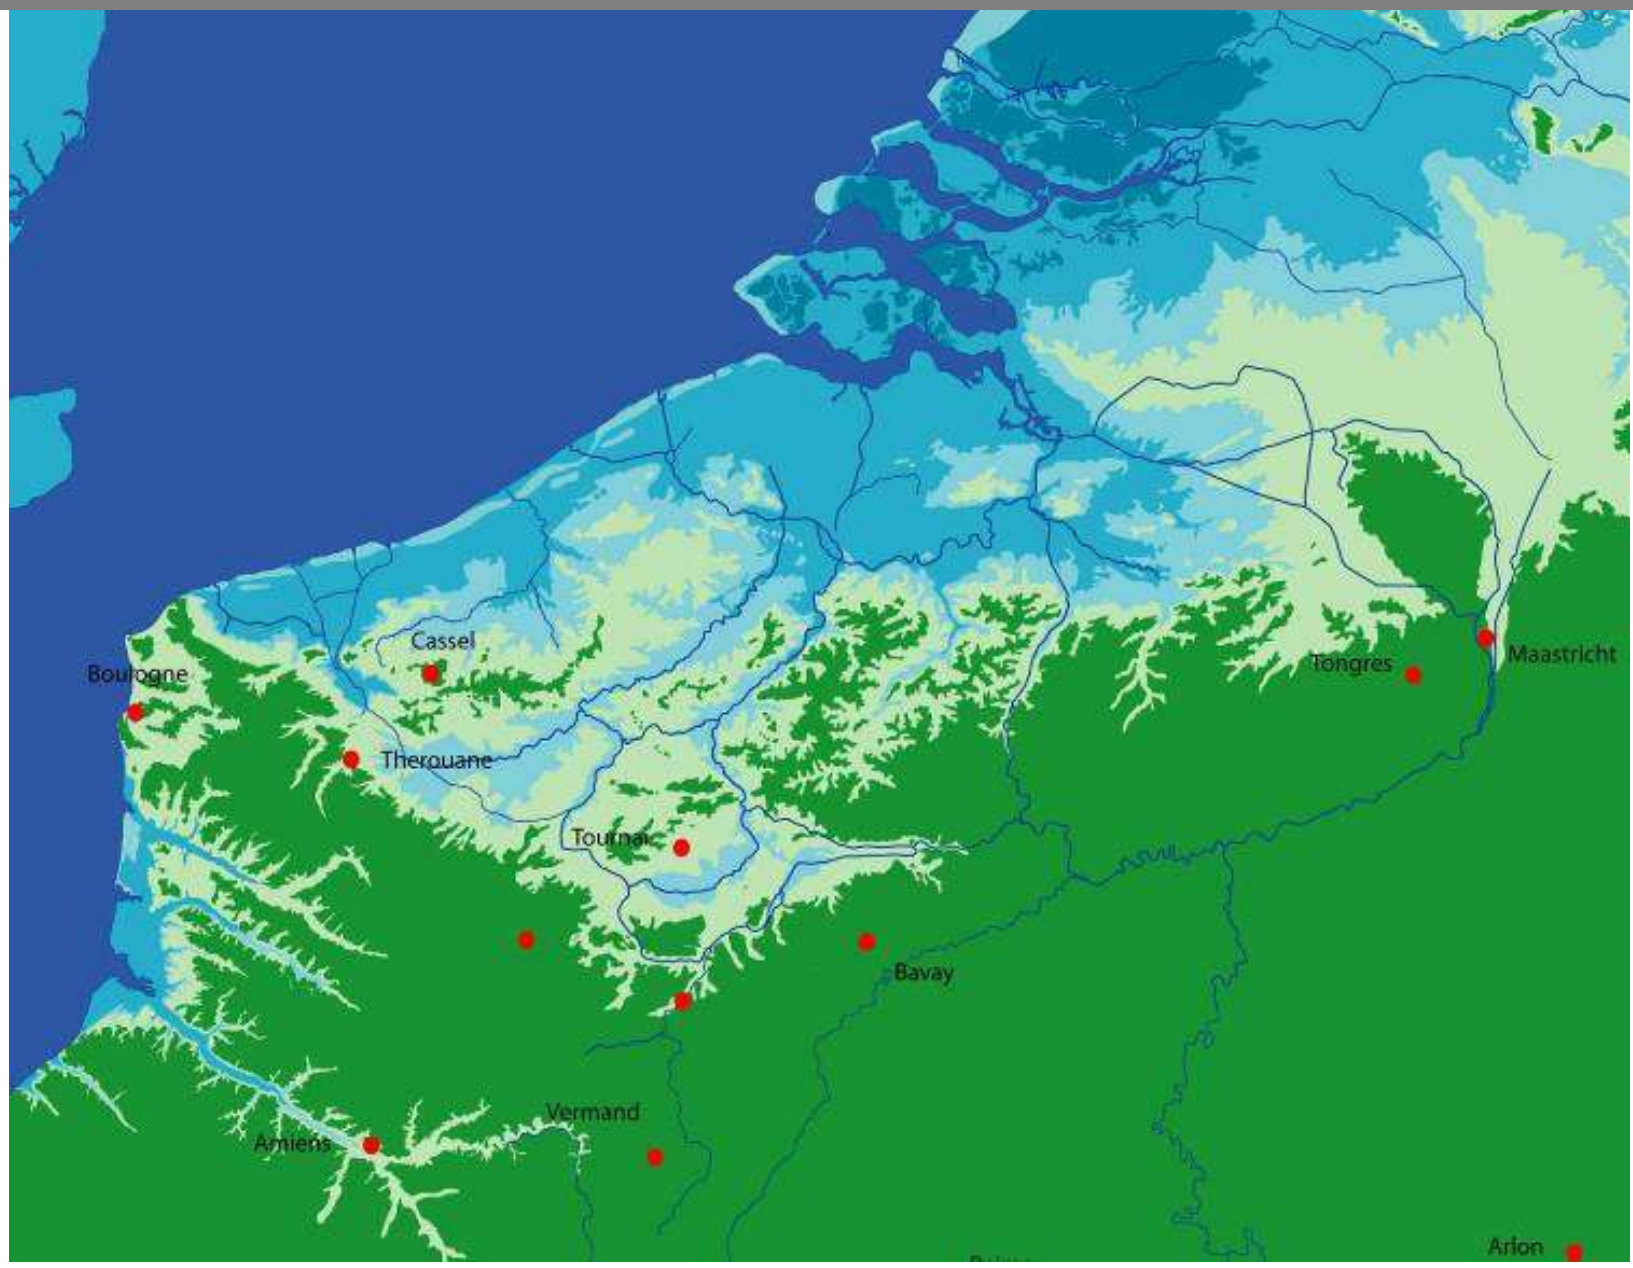 Cassel
Boulogne
Tongres
Maastricht
Therouane
Tournai
Bavay
Vermand
Amiens
Arlon